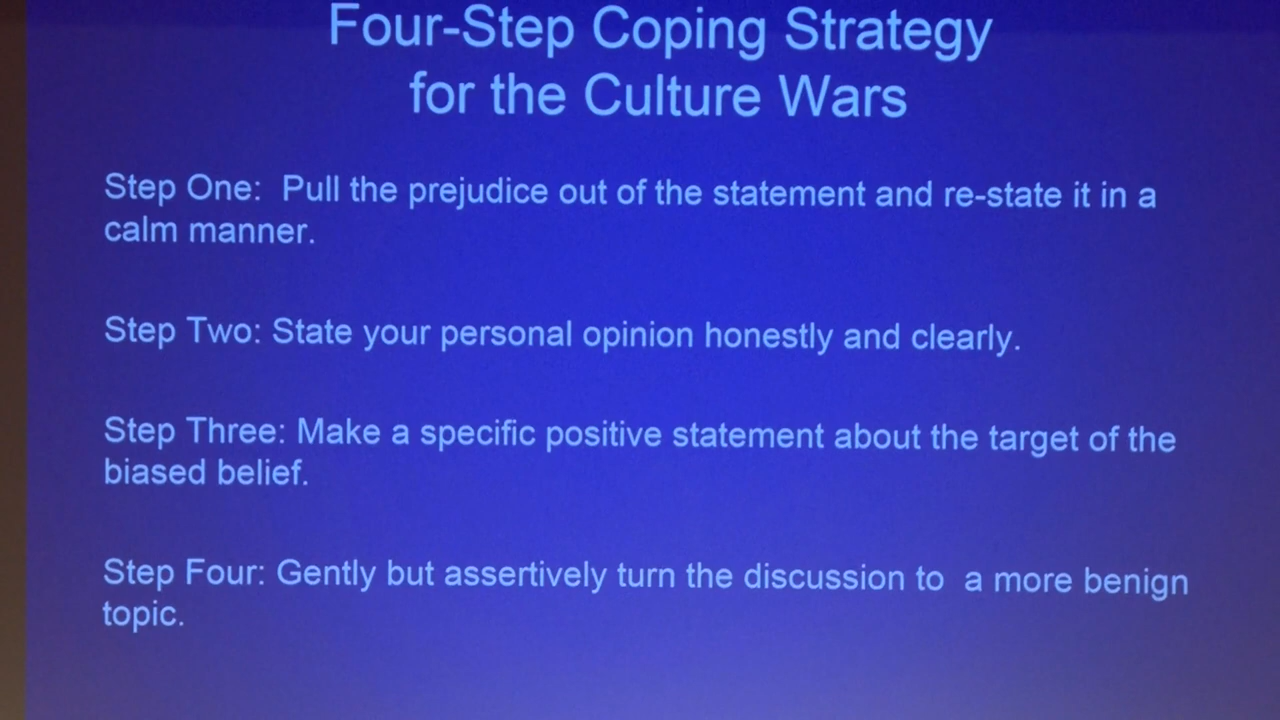 Four-Step Coping Strategy
for the Culture Wars
Step One:  Pull the prejudice out of the statement and re-state it in a
calm manner.
Step Two: State your personal opinion honestly and clearly.
Step Three: Make a specific positive statement about the target of the
biased belief.
Step Four: Gently but assertively turn the discussion to  a more benign
topic.